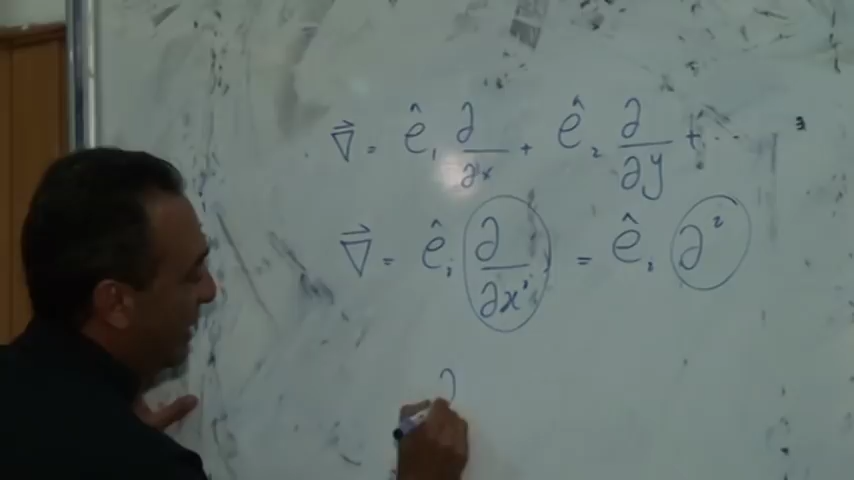 ∇⃗ = ê₁ ∂/∂x + ê₂ ∂/∂y + ...
∇⃗ = êᵢ ∂/∂xⁱ = êᵢ ∂ⁱ
∂